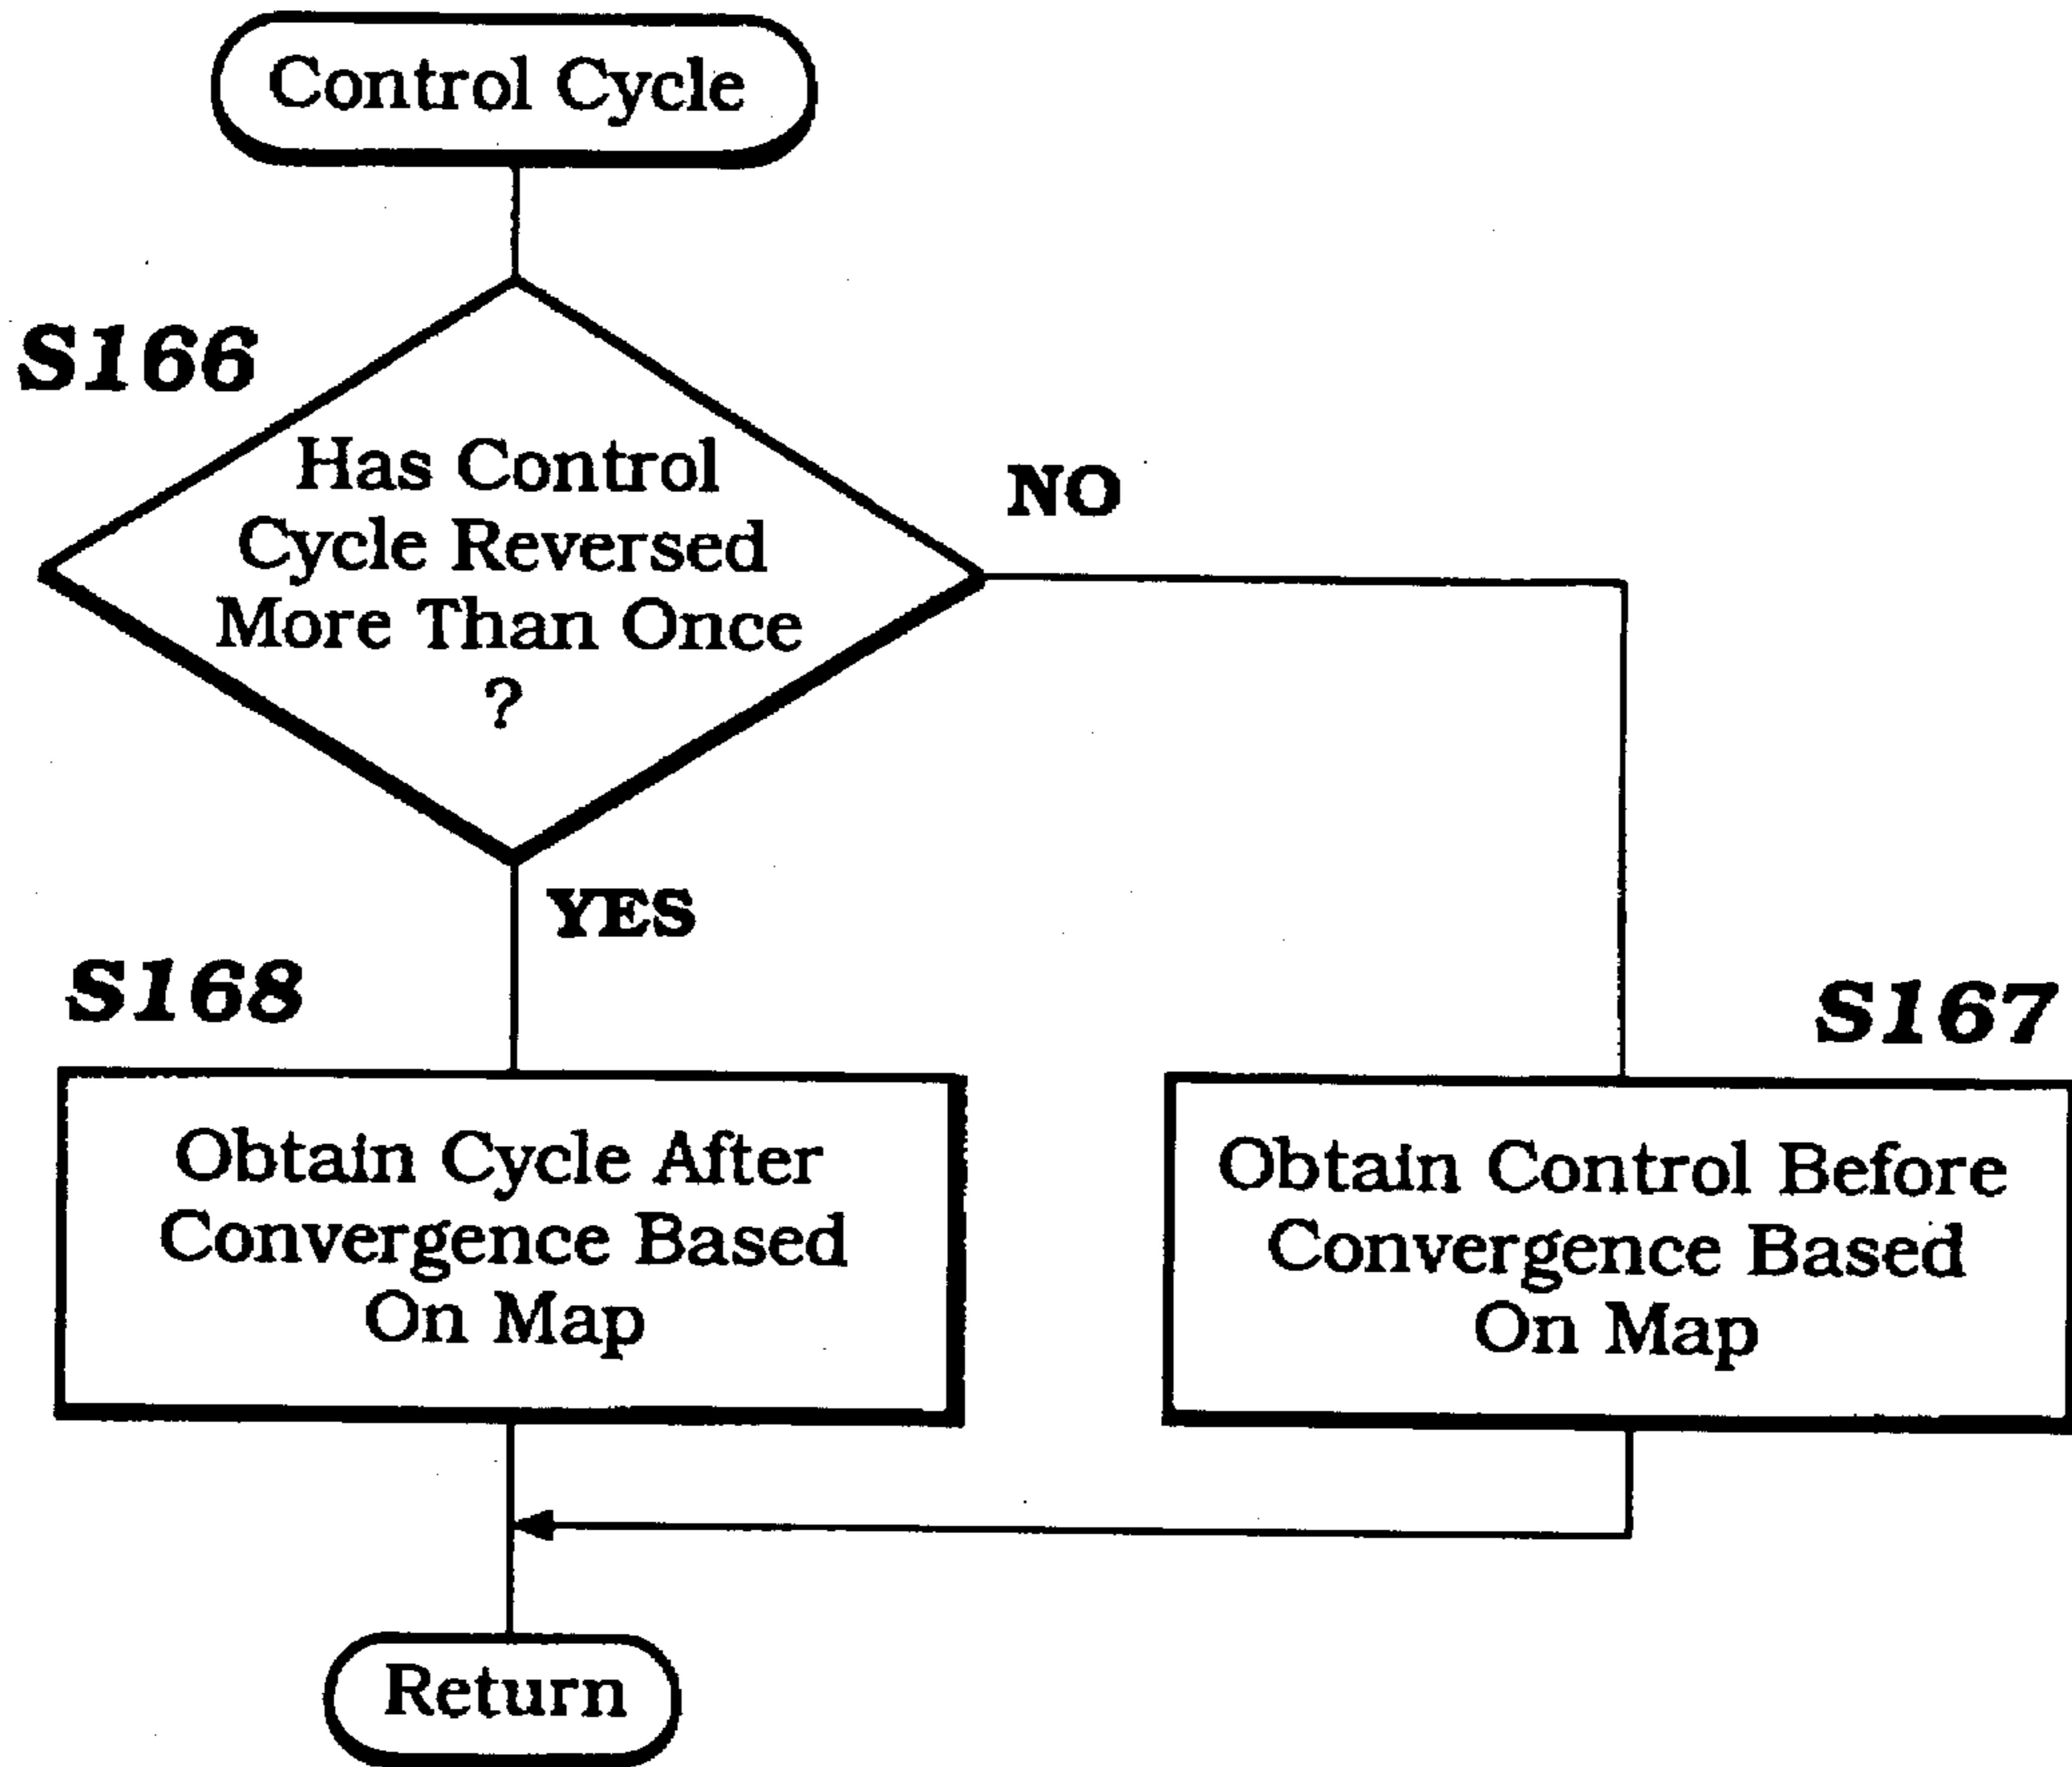 Control Cycle
S166
Has Control
Cycle Reversed
More Than Once
?
NO
YES
S168
Obtain Cycle After
Convergence Based
On Map
S167
Obtain Control Before
Convergence Based
On Map
Return